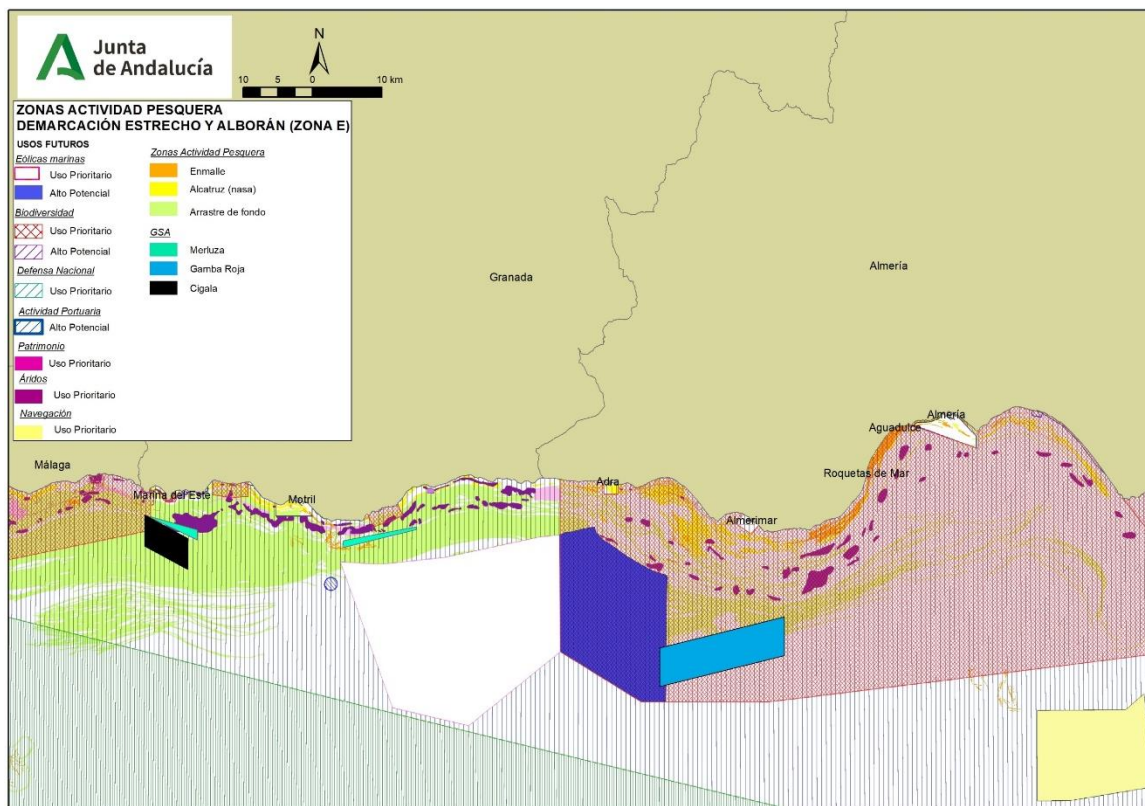 Junta
de Andalucía
N
10 5 0 10 km
ZONAS ACTIVIDAD PESQUERA
DEMARCACIÓN ESTRECHO Y ALBORÁN (ZONA E)
USOS FUTUROS
Eólicas marinas
Uso Prioritario
Alto Potencial
Biodiversidad
Uso Prioritario
Alto Potencial
Defensa Nacional
Uso Prioritario
Actividad Portuaria
Alto Potencial
Patrimonio
Uso Prioritario
Áridos
Uso Prioritario
Navegación
Uso Prioritario
Zonas Actividad Pesquera
Enmalle
Alcatruz (nasa)
Arrastre de fondo
GSA
Merluza
Gamba Roja
Cigala
Granada
Almería
Almería
Aguadulce
Málaga
Roquetas de Mar
Adra
Marina del Este
Motril
Almerimar